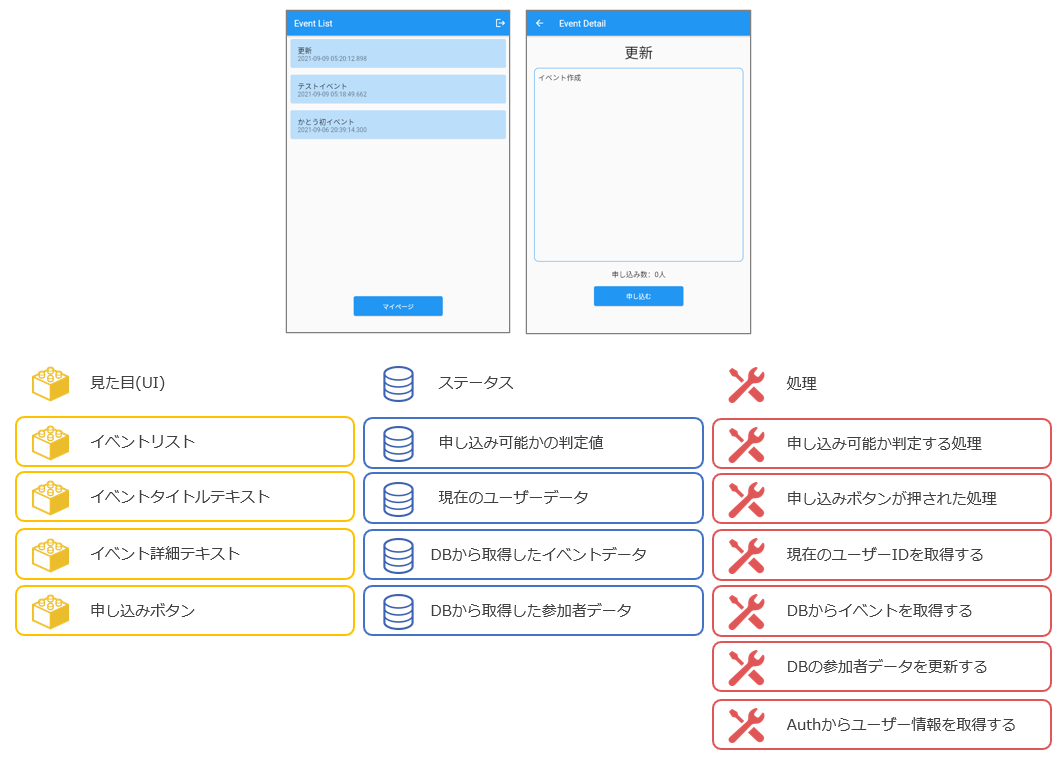 Event List
更新
2021-09-09 05:20:12.898
テストイベント
2021-09-09 05:18:49.662
かとう初イベント
2021-09-06 20:39:14.300
マイページ
Event Detail
更新
イベント作成
申し込み数：0人
申し込む
見た目(UI)
イベントリスト
イベントタイトルテキスト
イベント詳細テキスト
申し込みボタン
ステータス
申し込み可能かの判定値
現在のユーザーデータ
DBから取得したイベントデータ
DBから取得した参加者データ
処理
申し込み可能か判定する処理
申し込みボタンが押された処理
現在のユーザーIDを取得する
DBからイベントを取得する
DBの参加者データを更新する
Authからユーザー情報を取得する